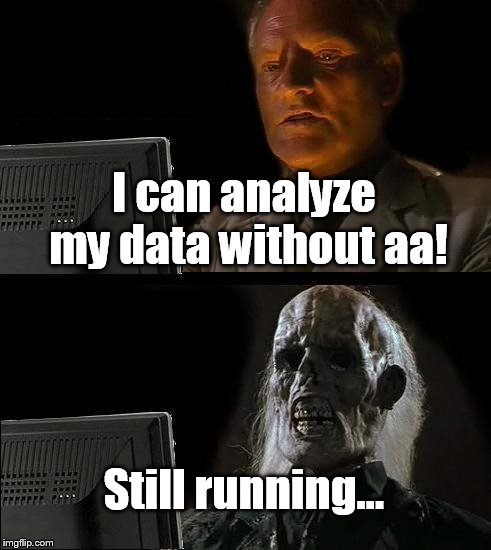 I can analyze
my data without aa!
Still running...
imgflip.com